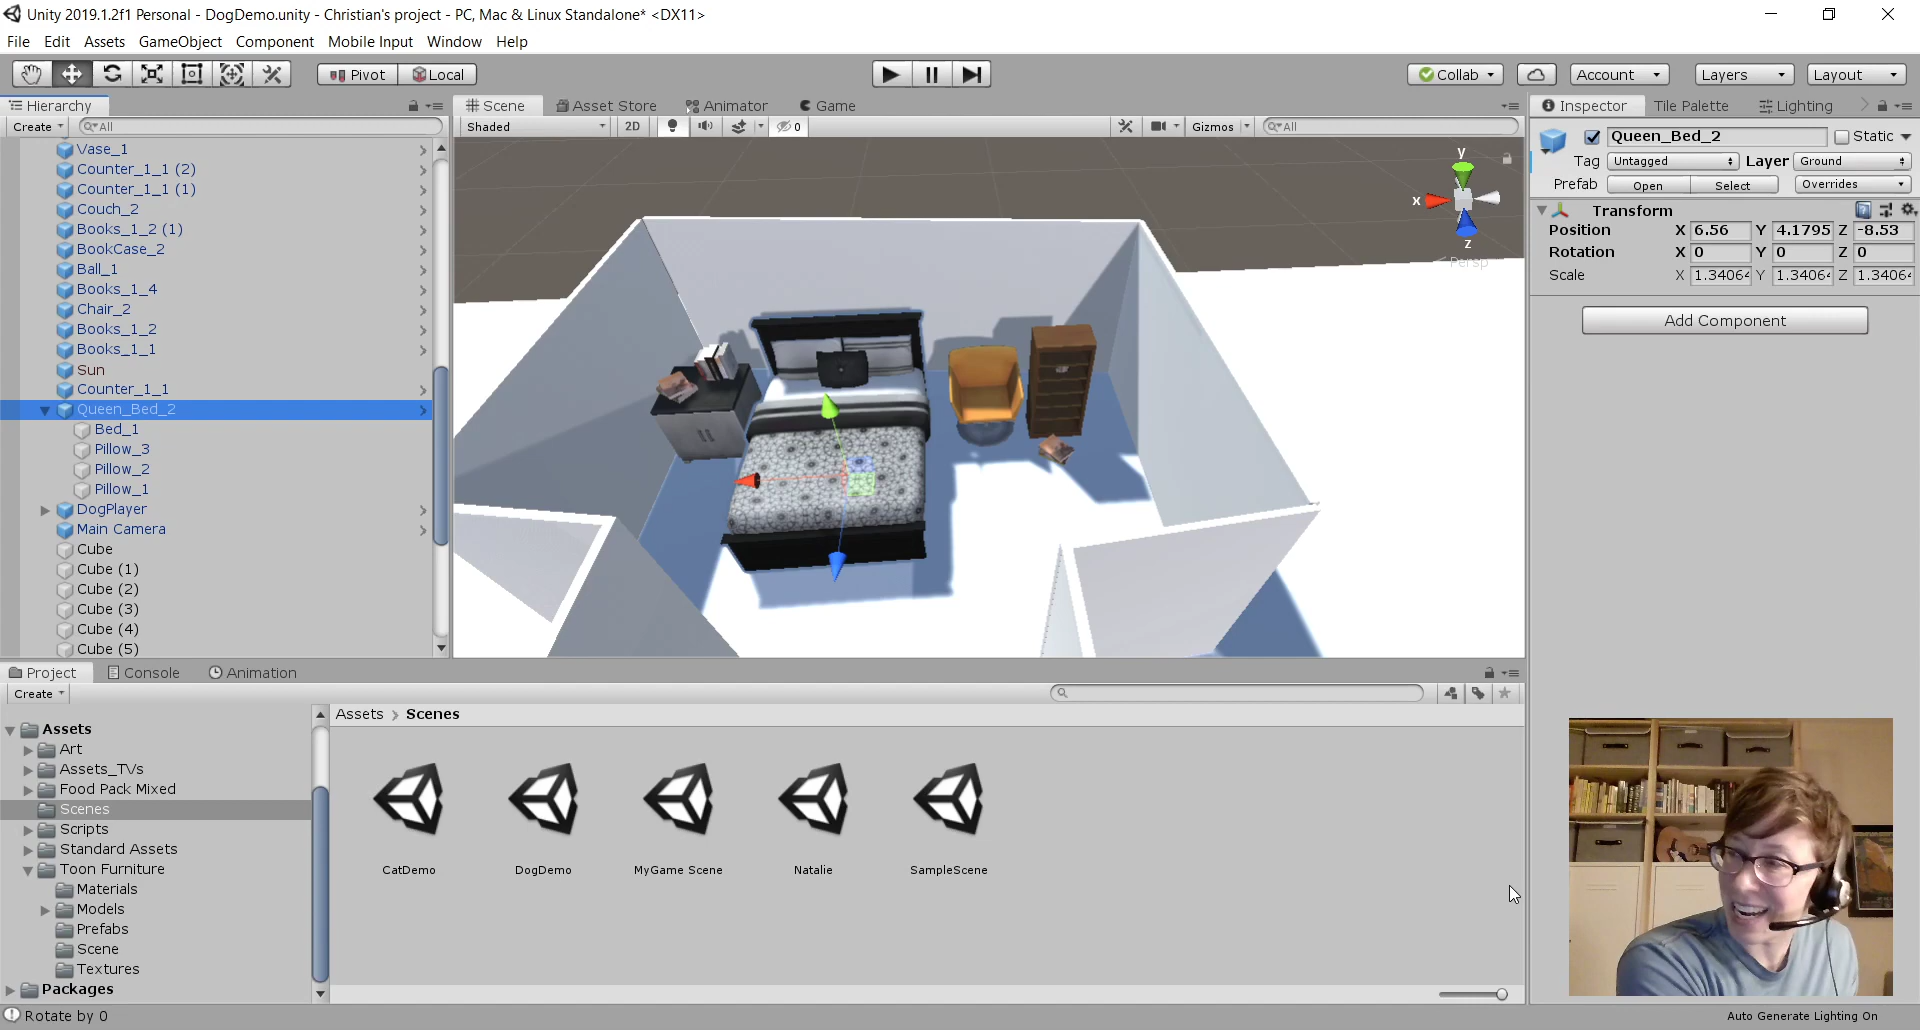 Unity 2019.1.2f1 Personal - DogDemo.unity - Christian's project - PC, Mac & Linux Standalone* <DX11>
File Edit Assets GameObject Component Mobile Input Window Help
Pivot Local Collab Account Layers Layout
Hierarchy
Create All
Vase_1
Counter_1_1 (2)
Counter_1_1 (1)
Couch_2
Books_1_2 (1)
BookCase_2
Ball_1
Books_1_4
Chair_2
Books_1_2
Books_1_1
Sun
Counter_1_1
Queen_Bed_2
Bed_1
Pillow_3
Pillow_2
Pillow_1
DogPlayer
Main Camera
Cube
Cube (1)
Cube (2)
Cube (3)
Cube (4)
Cube (5)
Scene Asset Store Animator Game
Shaded 2D 0 Gizmos All
y
x
z
Persp
Inspector Tile Palette Lighting
Queen_Bed_2 Static
Tag Untagged Layer Ground
Prefab Open Select Overrides
Transform
Position X 6.56 Y 4.1795 Z -8.53
Rotation X 0 Y 0 Z 0
Scale X 1.3406 Y 1.3406 Z 1.3406
Add Component
Project Console Animation
Create
Assets
Art
Assets_TVs
Food Pack Mixed
Scenes
Scripts
Standard Assets
Toon Furniture
Materials
Models
Prefabs
Scene
Textures
Packages
Assets > Scenes
CatDemo DogDemo MyGame Scene Natalie SampleScene
Rotate by 0
Auto Generate Lighting On